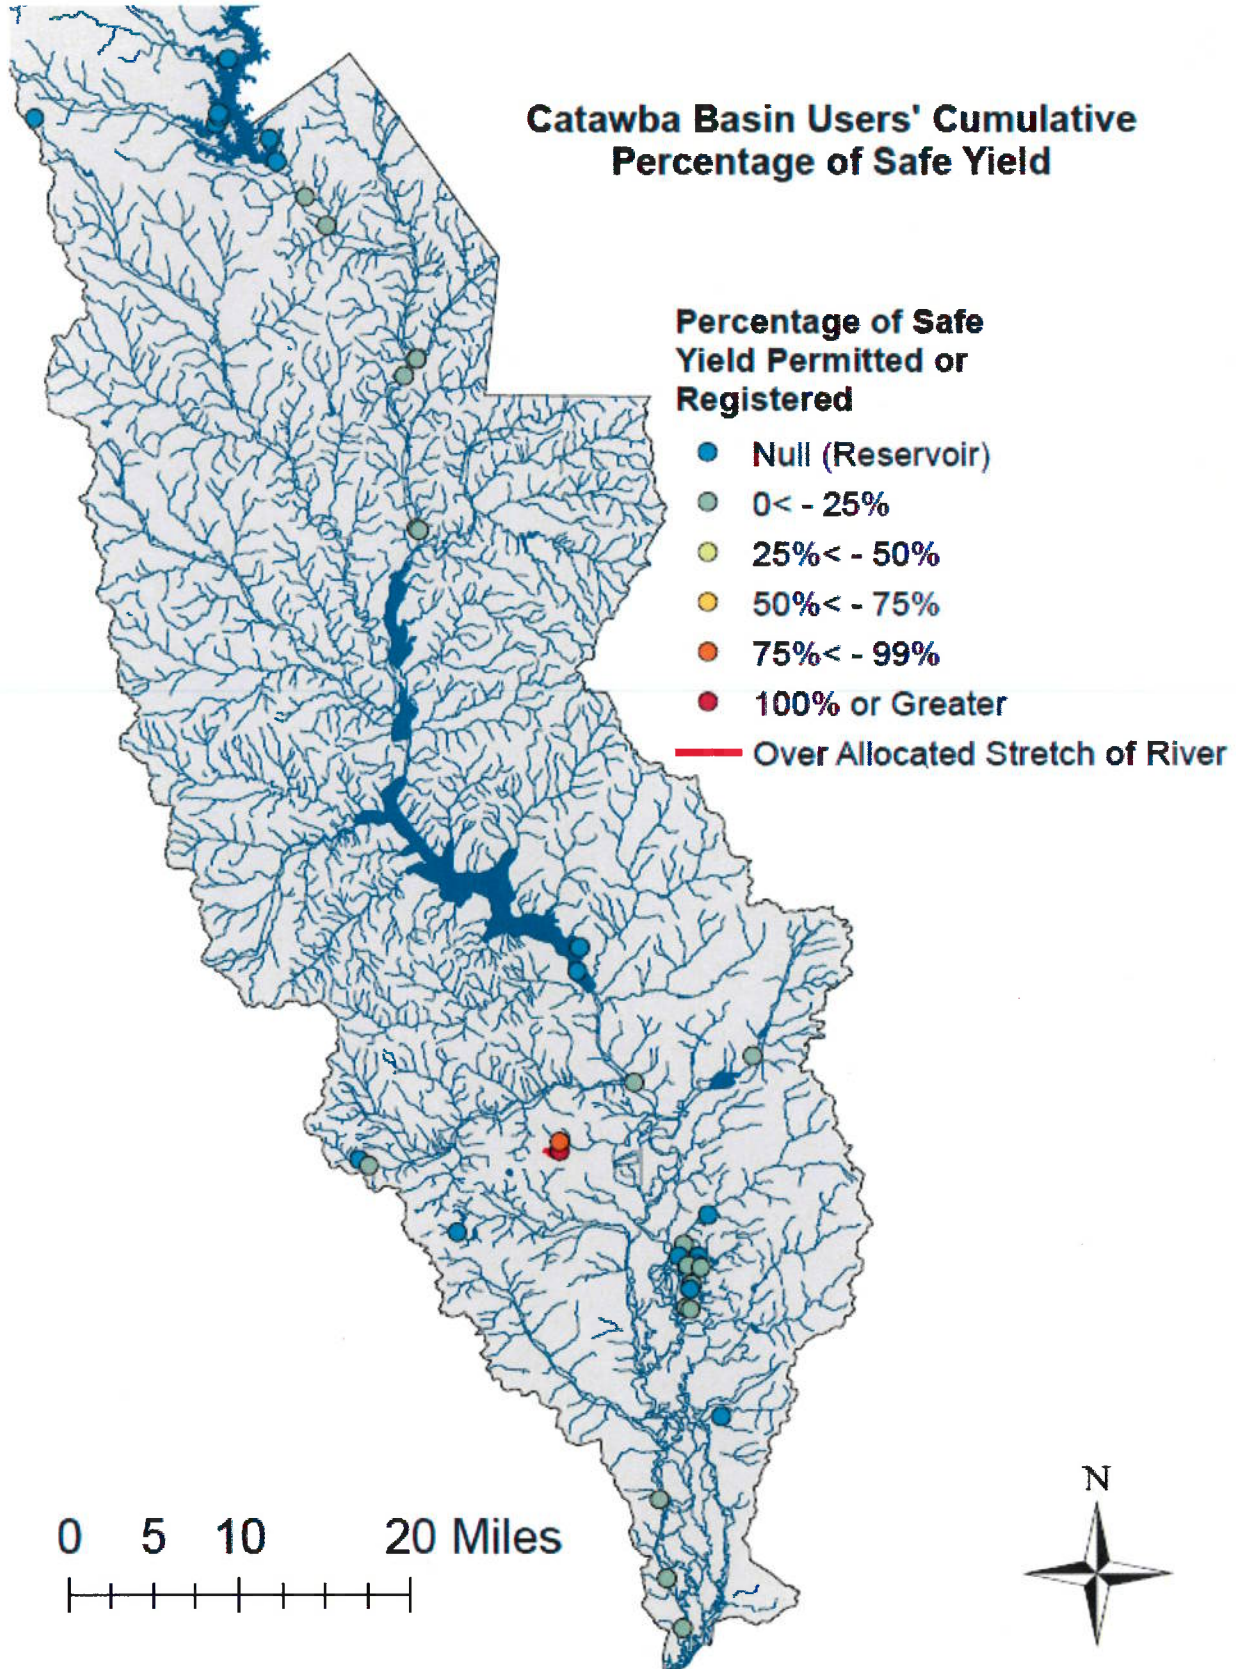 Catawba Basin Users' Cumulative
Percentage of Safe Yield
Percentage of Safe
Yield Permitted or
Registered
Null (Reservoir)
0< - 25%
25%< - 50%
50%< - 75%
75%< - 99%
100% or Greater
Over Allocated Stretch of River
N
0 5 10 20 Miles